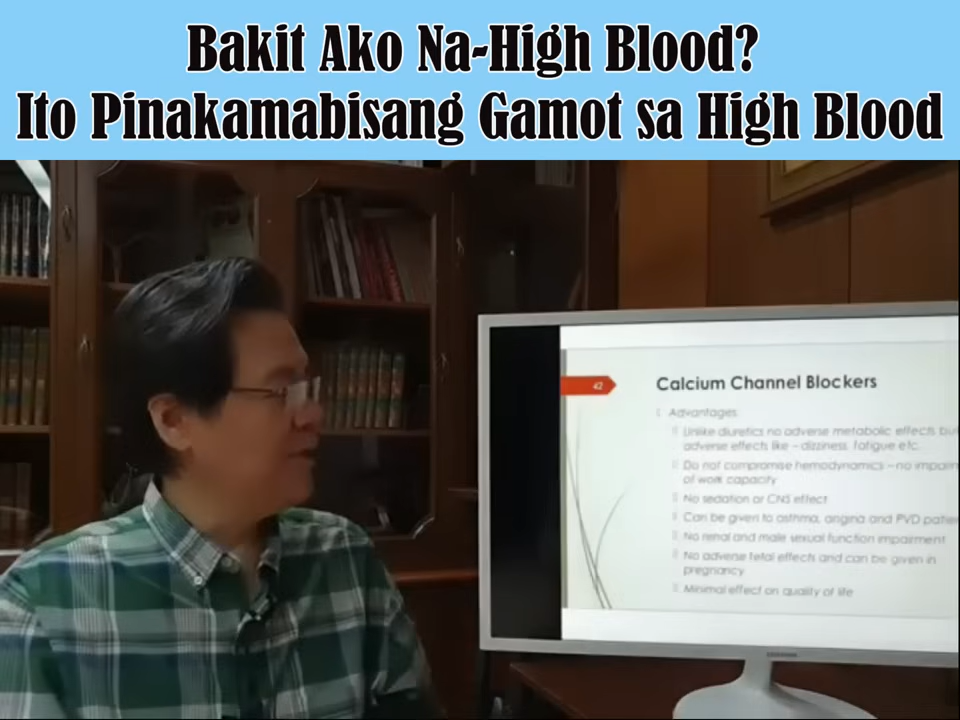 Bakit Ako Na-High Blood?
Ito Pinakamabisang Gamot sa High Blood
42
Calcium Channel Blockers
Advantages
Unlike diuretics no adverse metabolic effects but
adverse effects like – dizziness, fatigue etc.
Do not compromise hemodynamics – no impairm
of work capacity
No sedation or CNS effect
Can be given to asthma, angina and PVD patie
No renal and male sexual function impairment
No adverse fetal effects and can be given in
pregnancy
Minimal effect on quality of life